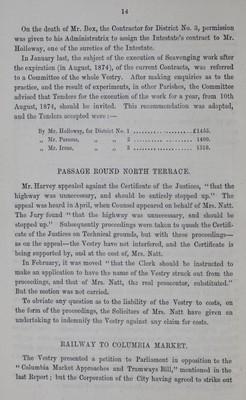 14
On the death of Mr. Dox, the Contractor for District No. 3, permission
was given to his Administratrix to assign the Intestate's contract to Mr.
Holloway, one of the sureties of the Intestate.
In January last, the subject of the execution of Scavenging work after
the expiration (in August, 1874), of the current Contracts, was referred
to a Committee of the whole Vestry. After making enquiries as to the
practice, and the result of experiments, in other Parishes, the Committee
advised that Tenders for the execution of the work for a year, from 10th
August, 1874, should be invited. This recommendation was adopted,
and the Tenders accepted were :—
By Mr. Holloway, for District No. 1 ................ £1455.
„ Mr. Parsons, „ „ 2 ................ 1400.
„ Mr. Irons, „ „ 3 ................ 1310.
PASSAGE ROUND NORTH TERRACE.
Mr. Harvey appealed against the Certificate of the Justices, "that the
highway was unnecessary, and should be entirely stopped up." The
appeal was heard in April, when Counsel appeared on behalf of Mrs. Natt.
The Jury found "that the highway was unnecessary, and should be
stopped up." Subsequently proceedings were taken to quash the Certifi-
cate of the Justices on Technical grounds, but with these proceedings—
as on the appeal—the Vestry have not interfered, and the Certificate is
being supported by, and at the cost of, Mrs. Natt.
In February, it was moved "that the Clerk should be instructed to
make an application to have the name of the Vestry struck out from the
proceedings, and that of Mrs. Natt, the real prosecutor, substituted."
But the motion was not carried.
To obviate any question as to the liability of the Vestry to costs, on
the form of the proceedings, the Solicitors of Mrs. Natt have given an
undertaking to indemnify the Vestry against any claim for costs.
RAILWAY TO COLUMBIA MARKET.
The Vestry presented a petition to Parliament in opposition to the
"Columbia Market Approaches and Tramways Bill," mentioned in the
last Report; but the Corporation of the City having agreed to strike out